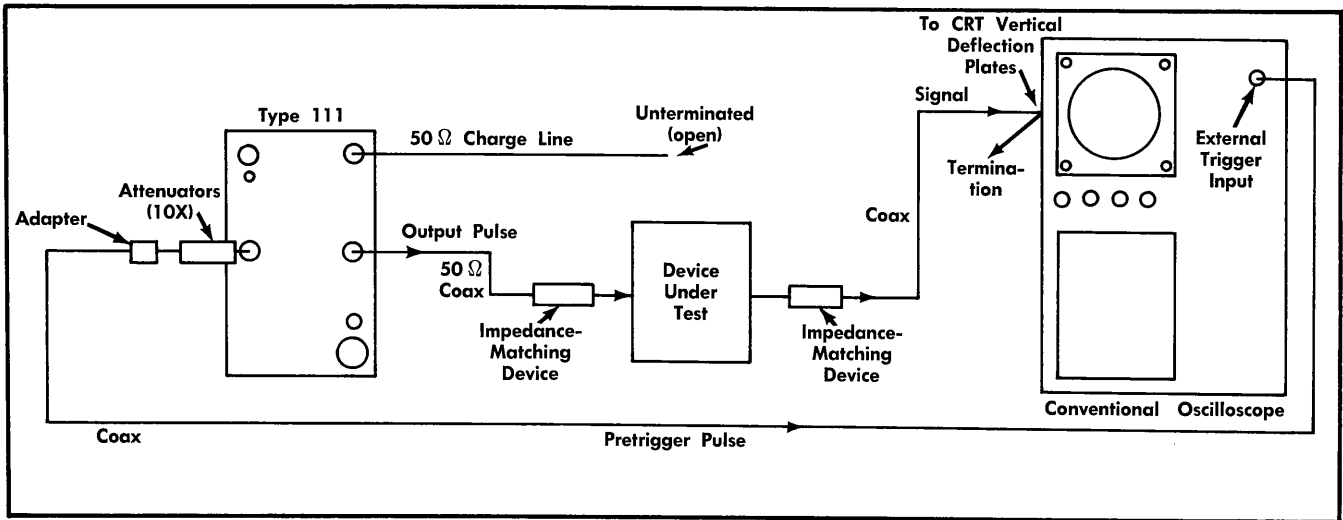 To CRT Vertical
Deflection
Plates
Signal
Type 111
Unterminated
(open)
50 Ω Charge Line
External
Trigger
Input
Termina-
tion
Attenuators
(10X)
Adapter
Coax
Output Pulse
50 Ω
Coax
Device
Under
Test
Impedance-
Matching
Device
Impedance-
Matching
Device
Conventional Oscilloscope
Coax
Pretrigger Pulse